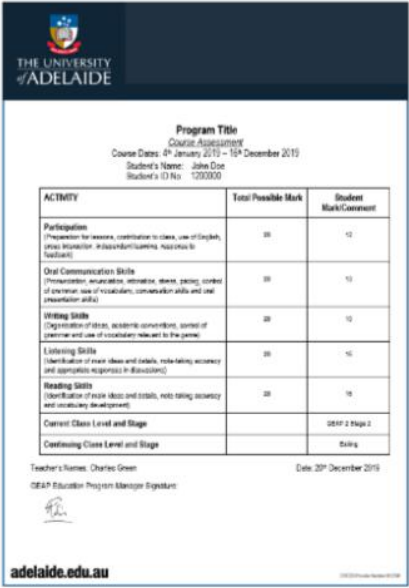 THE UNIVERSITY
of ADELAIDE
Program Title
Course Assessment
Course Dates: 4th January 2019 – 16th December 2019
Student's Name: John Doe
Student's ID No 1200000
ACTIVITY Total Possible Mark Student
Mark/Comment
Participation
(Preparation for lessons, contribution to class, use of English,
cross interaction, independent learning, response to
feedback)
20
Oral Communication Skills
(Pronunciation, enunciation, intonation, stress, pacing, control
of grammar, use of vocabulary, conversation skills and oral
presentation skills)
20
Writing Skills
(Organisation of ideas, academic conventions, control of
grammar and use of vocabulary relevant to the genre)
20
Listening Skills
(Identification of main ideas and details, note-taking accuracy
and appropriate responses in discussions)
20
Reading Skills
(Identification of main ideas and details, note-taking accuracy
and vocabulary development)
20
Current Class Level and Stage GEAP 2 Stage 2
Continuing Class Level and Stage Exiting
Teacher's Names: Charles Green Date: 20th December 2019
GEAP Education Program Manager Signature:
adelaide.edu.au